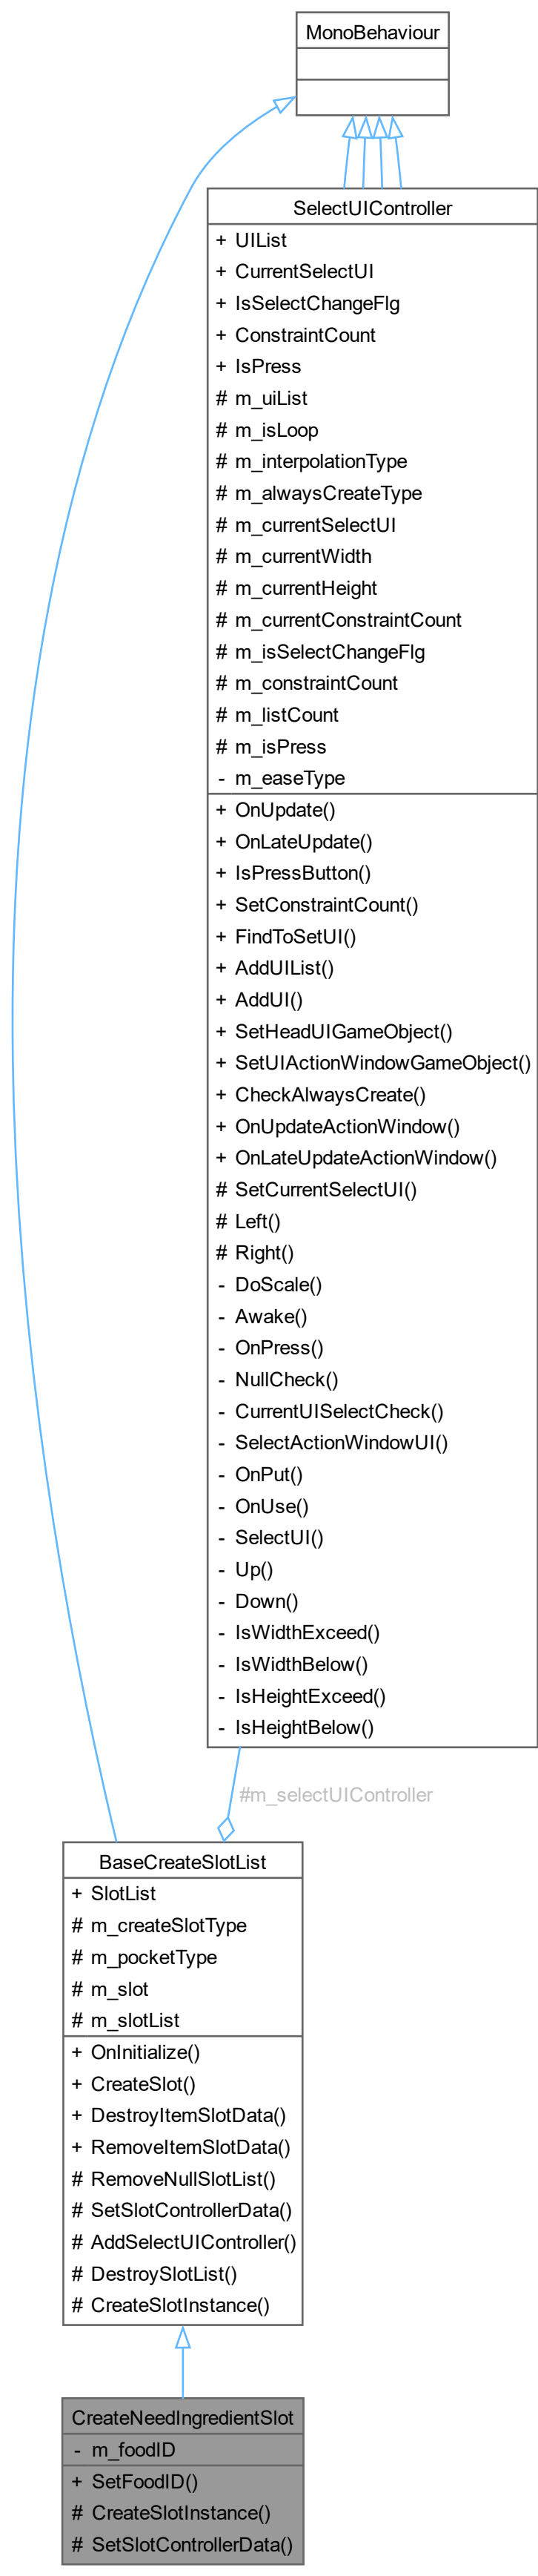 MonoBehaviour
SelectUIController
+ UIList
+ CurrentSelectUI
+ IsSelectChangeFlg
+ ConstraintCount
+ IsPress
# m_uiList
# m_isLoop
# m_interpolationType
# m_alwaysCreateType
# m_currentSelectUI
# m_currentWidth
# m_currentHeight
# m_currentConstraintCount
# m_isSelectChangeFlg
# m_constraintCount
# m_listCount
# m_isPress
- m_easeType
+ OnUpdate()
+ OnLateUpdate()
+ IsPressButton()
+ SetConstraintCount()
+ FindToSetUI()
+ AddUIList()
+ AddUI()
+ SetHeadUIGameObject()
+ SetUIActionWindowGameObject()
+ CheckAlwaysCreate()
+ OnUpdateActionWindow()
+ OnLateUpdateActionWindow()
# SetCurrentSelectUI()
# Left()
# Right()
- DoScale()
- Awake()
- OnPress()
- NullCheck()
- CurrentUISelectCheck()
- SelectActionWindowUI()
- OnPut()
- OnUse()
- SelectUI()
- Up()
- Down()
- IsWidthExceed()
- IsWidthBelow()
- IsHeightExceed()
- IsHeightBelow()
#m_selectUIController
BaseCreateSlotList
+ SlotList
# m_createSlotType
# m_pocketType
# m_slot
# m_slotList
+ OnInitialize()
+ CreateSlot()
+ DestroyItemSlotData()
+ RemoveItemSlotData()
# RemoveNullSlotList()
# SetSlotControllerData()
# AddSelectUIController()
# DestroySlotList()
# CreateSlotInstance()
CreateNeedIngredientSlot
- m_foodID
+ SetFoodID()
# CreateSlotInstance()
# SetSlotControllerData()